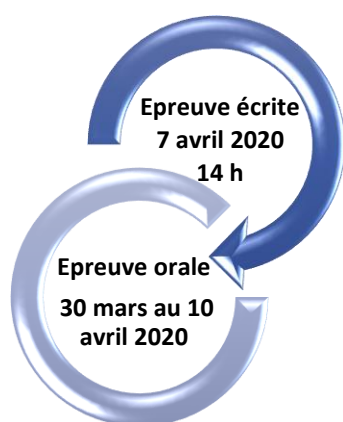 Epreuve écrite
7 avril 2020
14 h
Epreuve orale
30 mars au 10
avril 2020